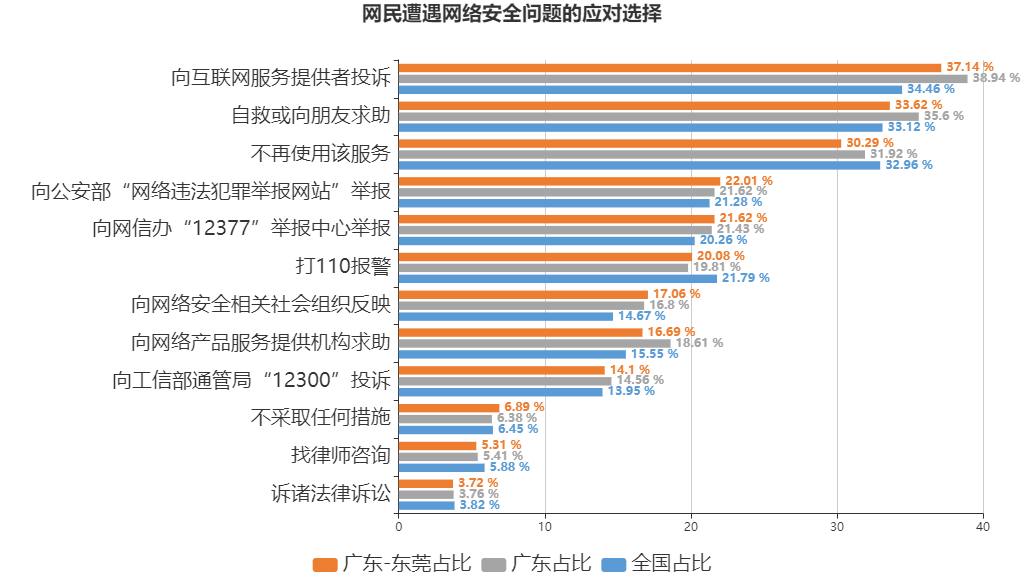 网民遭遇网络安全问题的应对选择
向互联网服务提供者投诉
37.14 %
38.94 %
34.46 %
自救或向朋友求助
33.62 %
35.6 %
33.12 %
不再使用该服务
30.29 %
31.92 %
32.96 %
向公安部“网络违法犯罪举报网站”举报
22.01 %
21.62 %
21.28 %
向网信办“12377”举报中心举报
21.62 %
21.43 %
20.26 %
打110报警
20.08 %
19.81 %
21.79 %
向网络安全相关社会组织反映
17.06 %
16.8 %
14.67 %
向网络产品服务提供机构求助
16.69 %
18.61 %
15.55 %
向工信部通管局“12300”投诉
14.1 %
14.56 %
13.95 %
不采取任何措施
6.89 %
6.38 %
6.45 %
找律师咨询
5.31 %
5.41 %
5.88 %
诉诸法律诉讼
3.72 %
3.76 %
3.82 %
0 10 20 30 40
广东-东莞占比 广东占比 全国占比